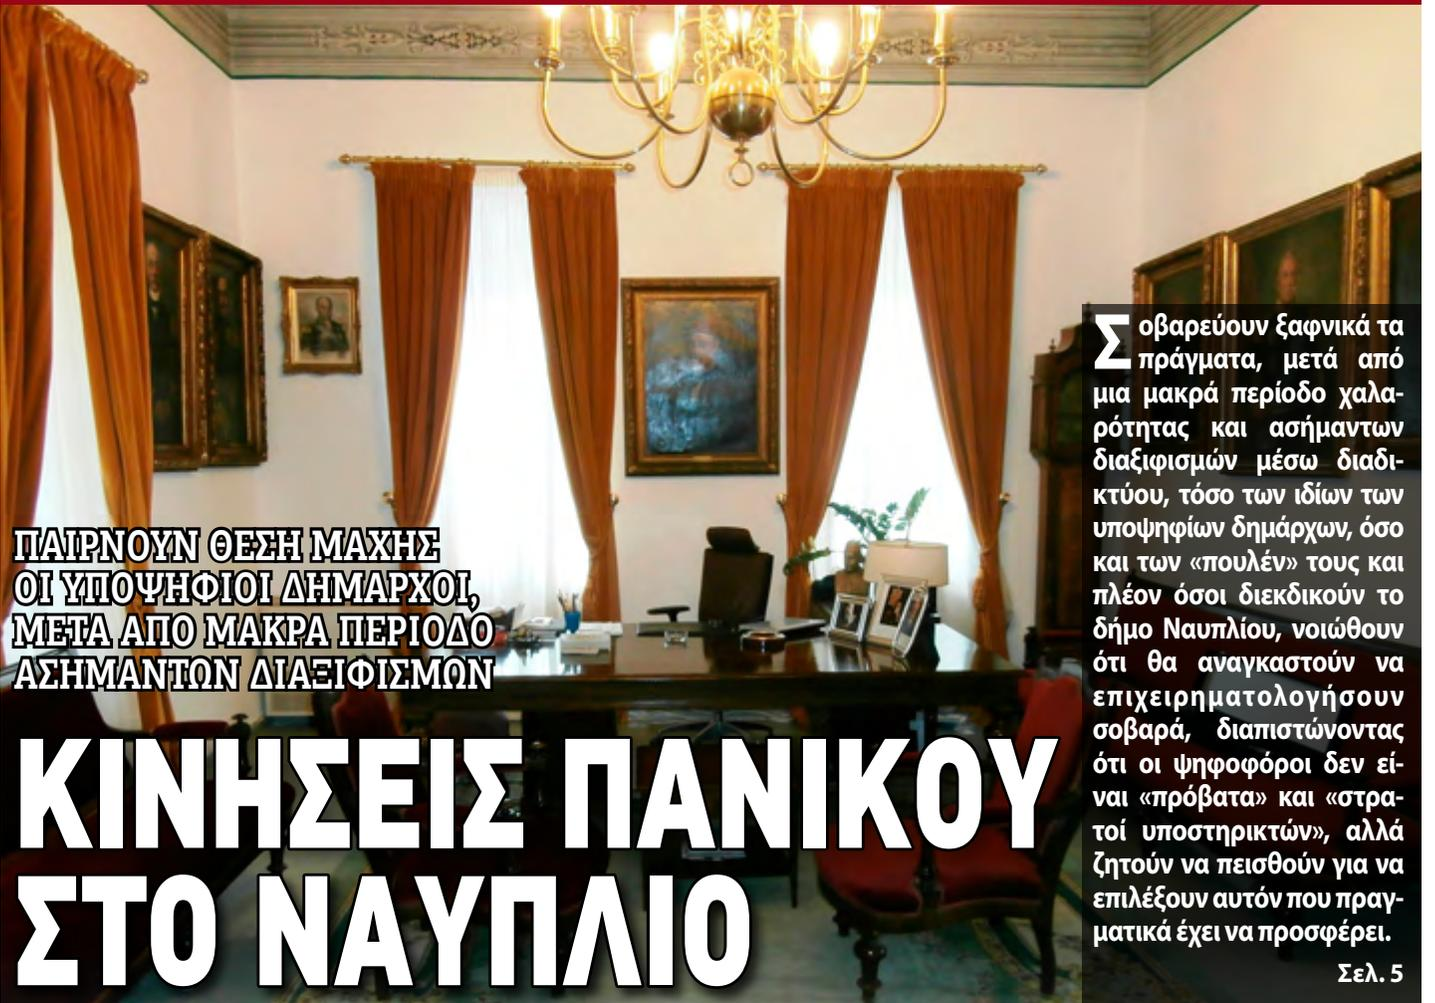 ΠΑΙΡΝΟΥΝ ΘΕΣΗ ΜΑΧΗΣ
ΟΙ ΥΠΟΨΗΦΙΟΙ ΔΗΜΑΡΧΟΙ,
ΜΕΤΑ ΑΠΟ ΜΑΚΡΑ ΠΕΡΙΟΔΟ
ΑΣΗΜΑΝΤΩΝ ΔΙΑΞΙΦΙΣΜΩΝ
ΚΙΝΗΣΕΙΣ ΠΑΝΙΚΟΥ
ΣΤΟ ΝΑΥΠΛΙΟ
Σοβαρεύουν ξαφνικά τα
πράγματα, μετά από
μια μακρά περίοδο χαλα-
ρότητας και ασήμαντων
διαξιφισμών μέσω διαδι-
κτύου, τόσο των ιδίων των
υποψηφίων δημάρχων, όσο
και των «πουλέν» τους και
πλέον όσοι διεκδικούν το
δήμο Ναυπλίου, νοιώθουν
ότι θα αναγκαστούν να
επιχειρηματολογήσουν
σοβαρά, διαπιστώνοντας
ότι οι ψηφοφόροι δεν εί-
ναι «πρόβατα» και «στρα-
τοί υποστηρικτών», αλλά
ζητούν να πεισθούν για να
επιλέξουν αυτόν που πραγ-
ματικά έχει να προσφέρει.
Σελ. 5